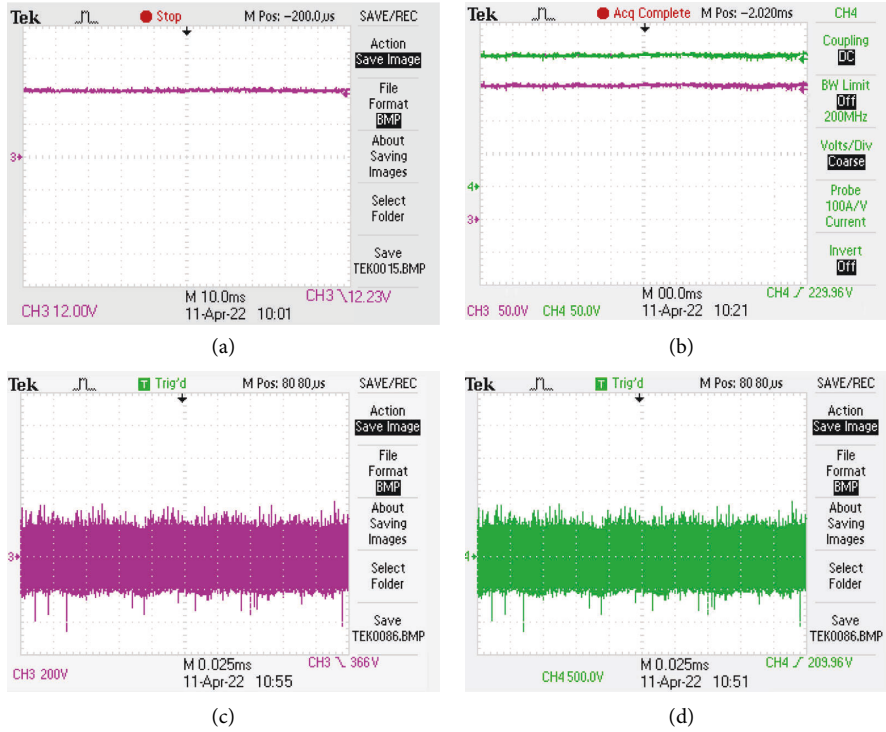 Tek Stop M Pos: -200.0µs SAVE/REC
Action
Save Image
File
Format
BMP
About
Saving
Images
Select
Folder
Save
TEK0015.BMP
3
CH3 12.00V
M 10.0ms
11-Apr-22 10:01
CH3 \12.23V
(a)
Tek Acq Complete M Pos: -2.020ms CH4
Coupling
DC
BW Limit
Off
200MHz
Volts/Div
Coarse
Probe
100A/V
Current
Invert
Off
4
3
CH3 50.0V CH4 50.0V
M 00.0ms
11-Apr-22 10:21
CH4 / 229.96V
(b)
Tek T Trig'd M Pos: 80 80µs SAVE/REC
Action
Save Image
File
Format
BMP
About
Saving
Images
Select
Folder
Save
TEK0086.BMP
3
CH3 200V
M 0.025ms
11-Apr-22 10:55
CH3 \ 366V
(c)
Tek T Trig'd M Pos: 80 80µs SAVE/REC
Action
Save Image
File
Format
BMP
About
Saving
Images
Select
Folder
Save
TEK0086.BMP
4
CH4 500.0V
M 0.025ms
11-Apr-22 10:51
CH4 / 209.96V
(d)